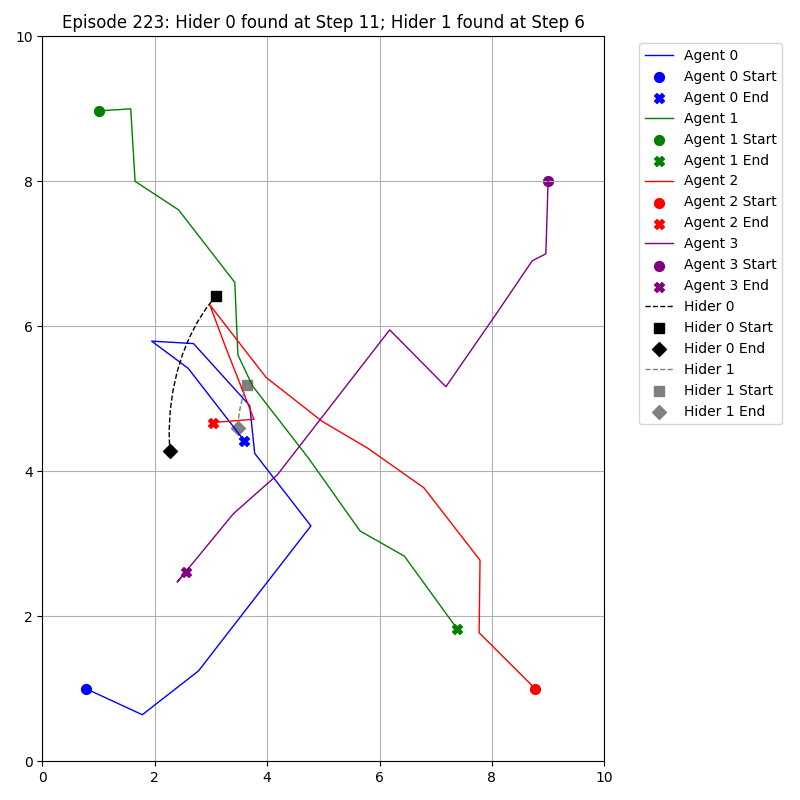 Episode 223: Hider 0 found at Step 11; Hider 1 found at Step 6
10
8
6
4
2
0
0 2 4 6 8 10
Agent 0
Agent 0 Start
Agent 0 End
Agent 1
Agent 1 Start
Agent 1 End
Agent 2
Agent 2 Start
Agent 2 End
Agent 3
Agent 3 Start
Agent 3 End
Hider 0
Hider 0 Start
Hider 0 End
Hider 1
Hider 1 Start
Hider 1 End